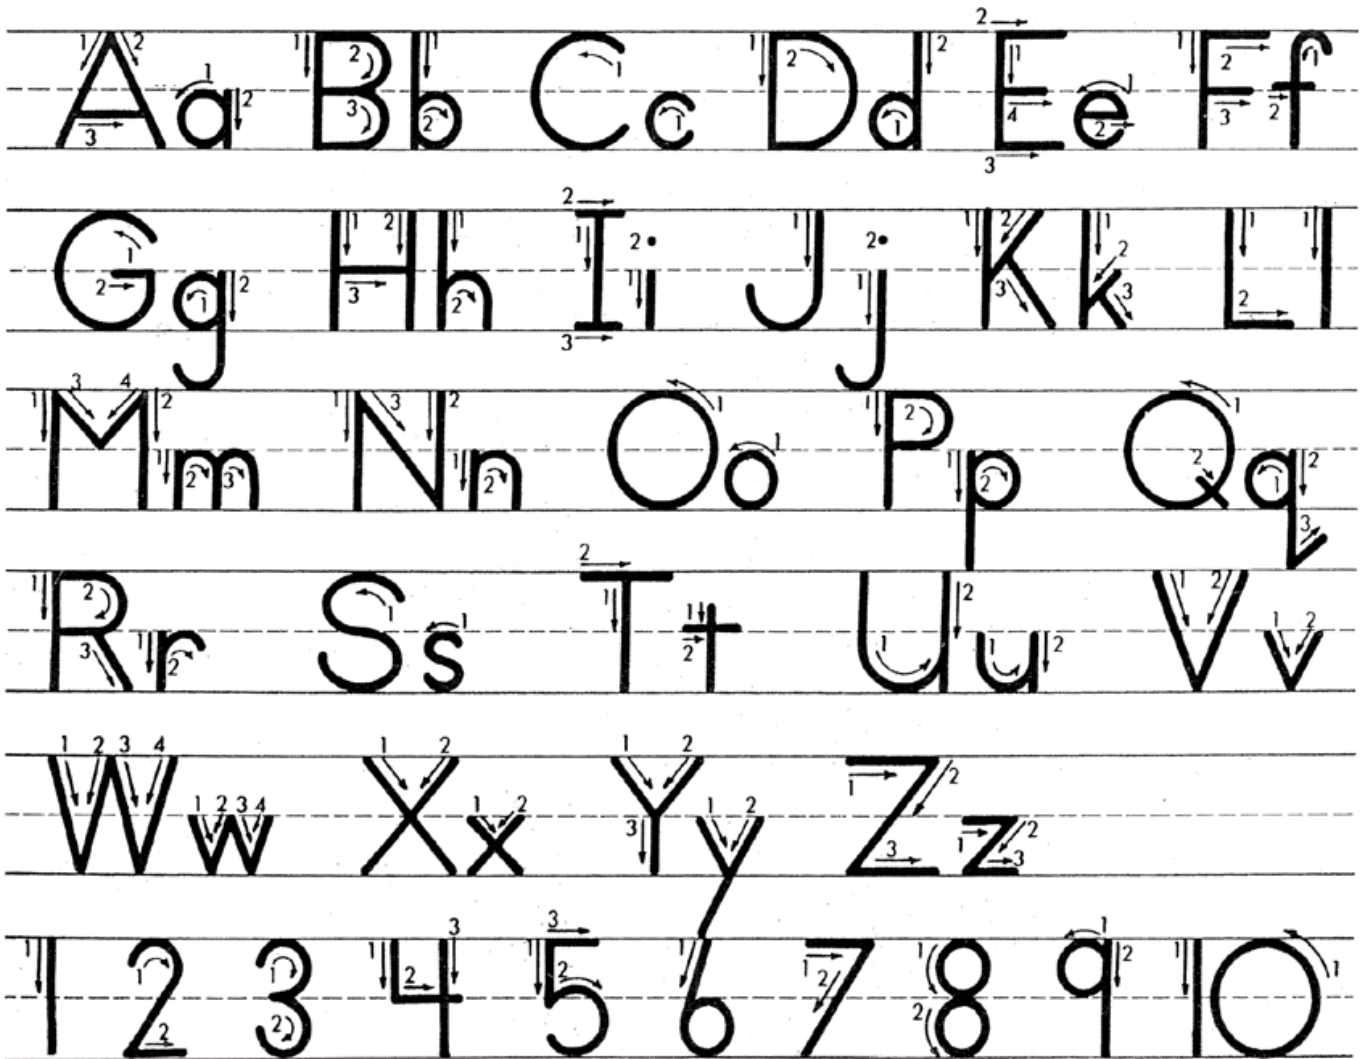 Aa Bb Cc Dd Ee Ff
Gg Hh Ii Jj Kk Ll
Mm Nn Oo Pp Qq
Rr Ss Tt Uu Vv
Ww Xx Yy Zz
1 2 3 4 5 6 7 8 9 10